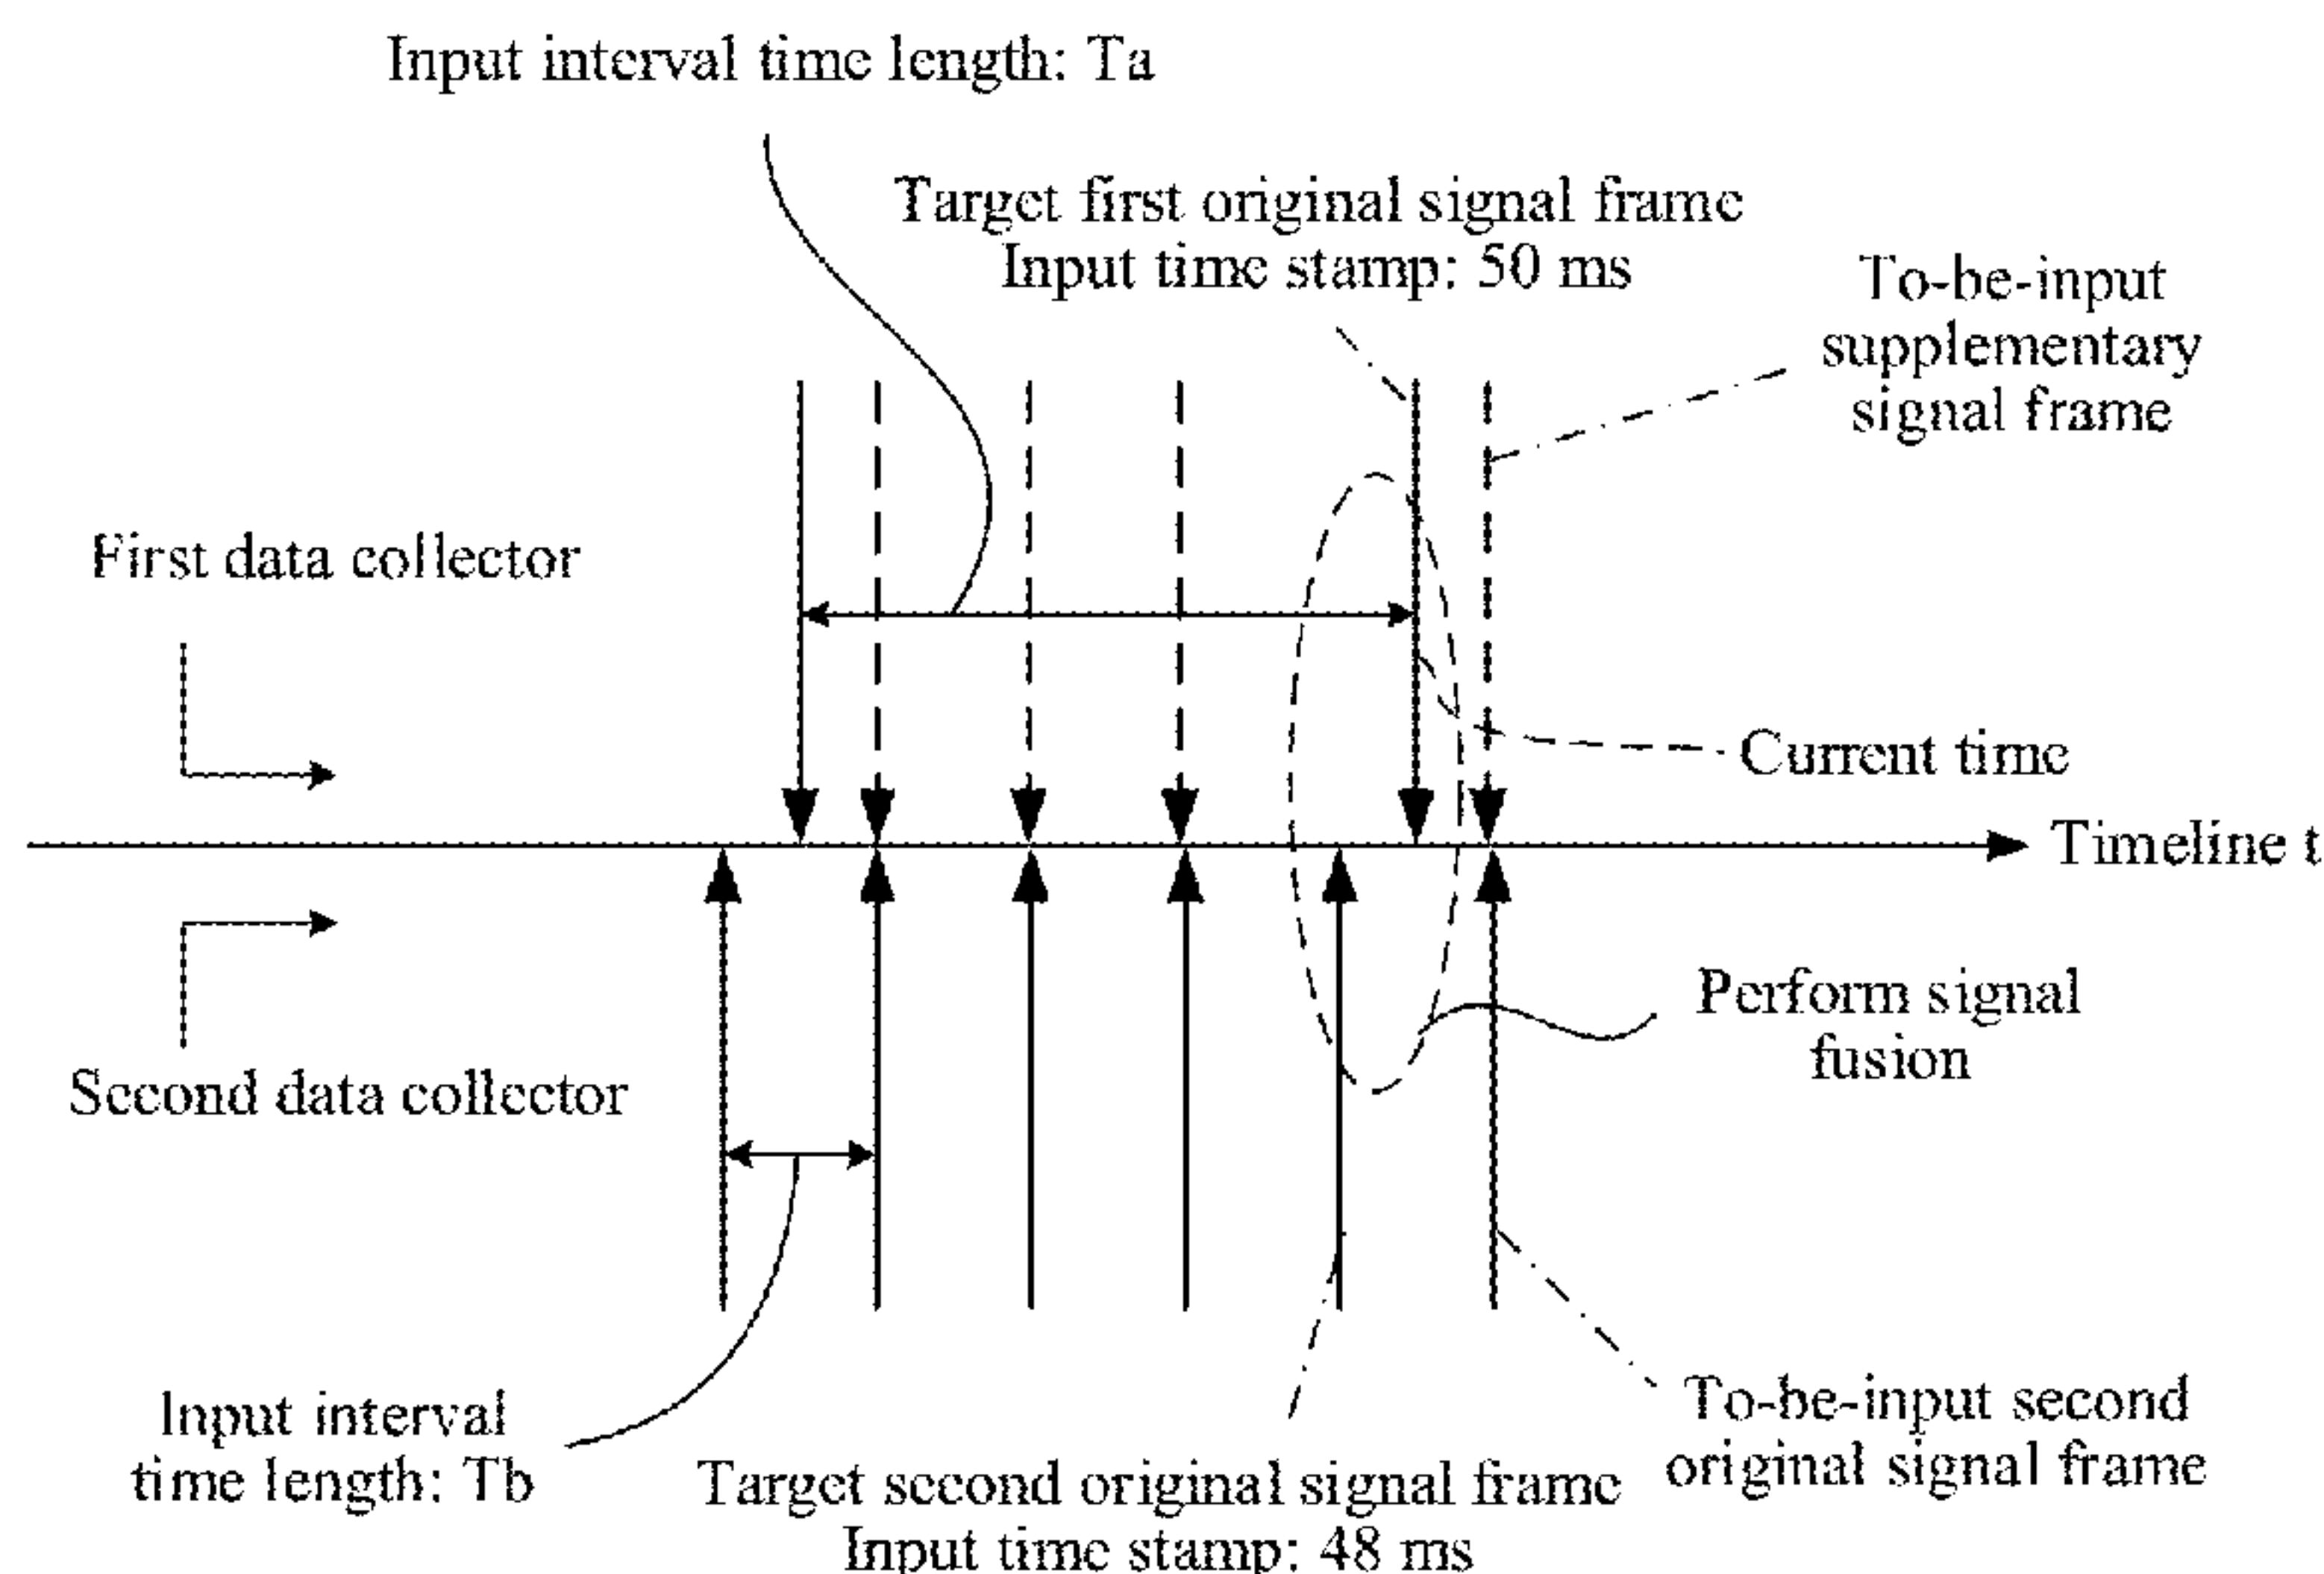 Input interval time length: Ta
Target first original signal frame
Input time stamp: 50 ms
To-be-input
supplementary
signal frame
First data collector
Current time
Timeline t
Perform signal
fusion
Second data collector
Input interval
time length: Tb
To-be-input second
original signal frame
Target second original signal frame
Input time stamp: 48 ms